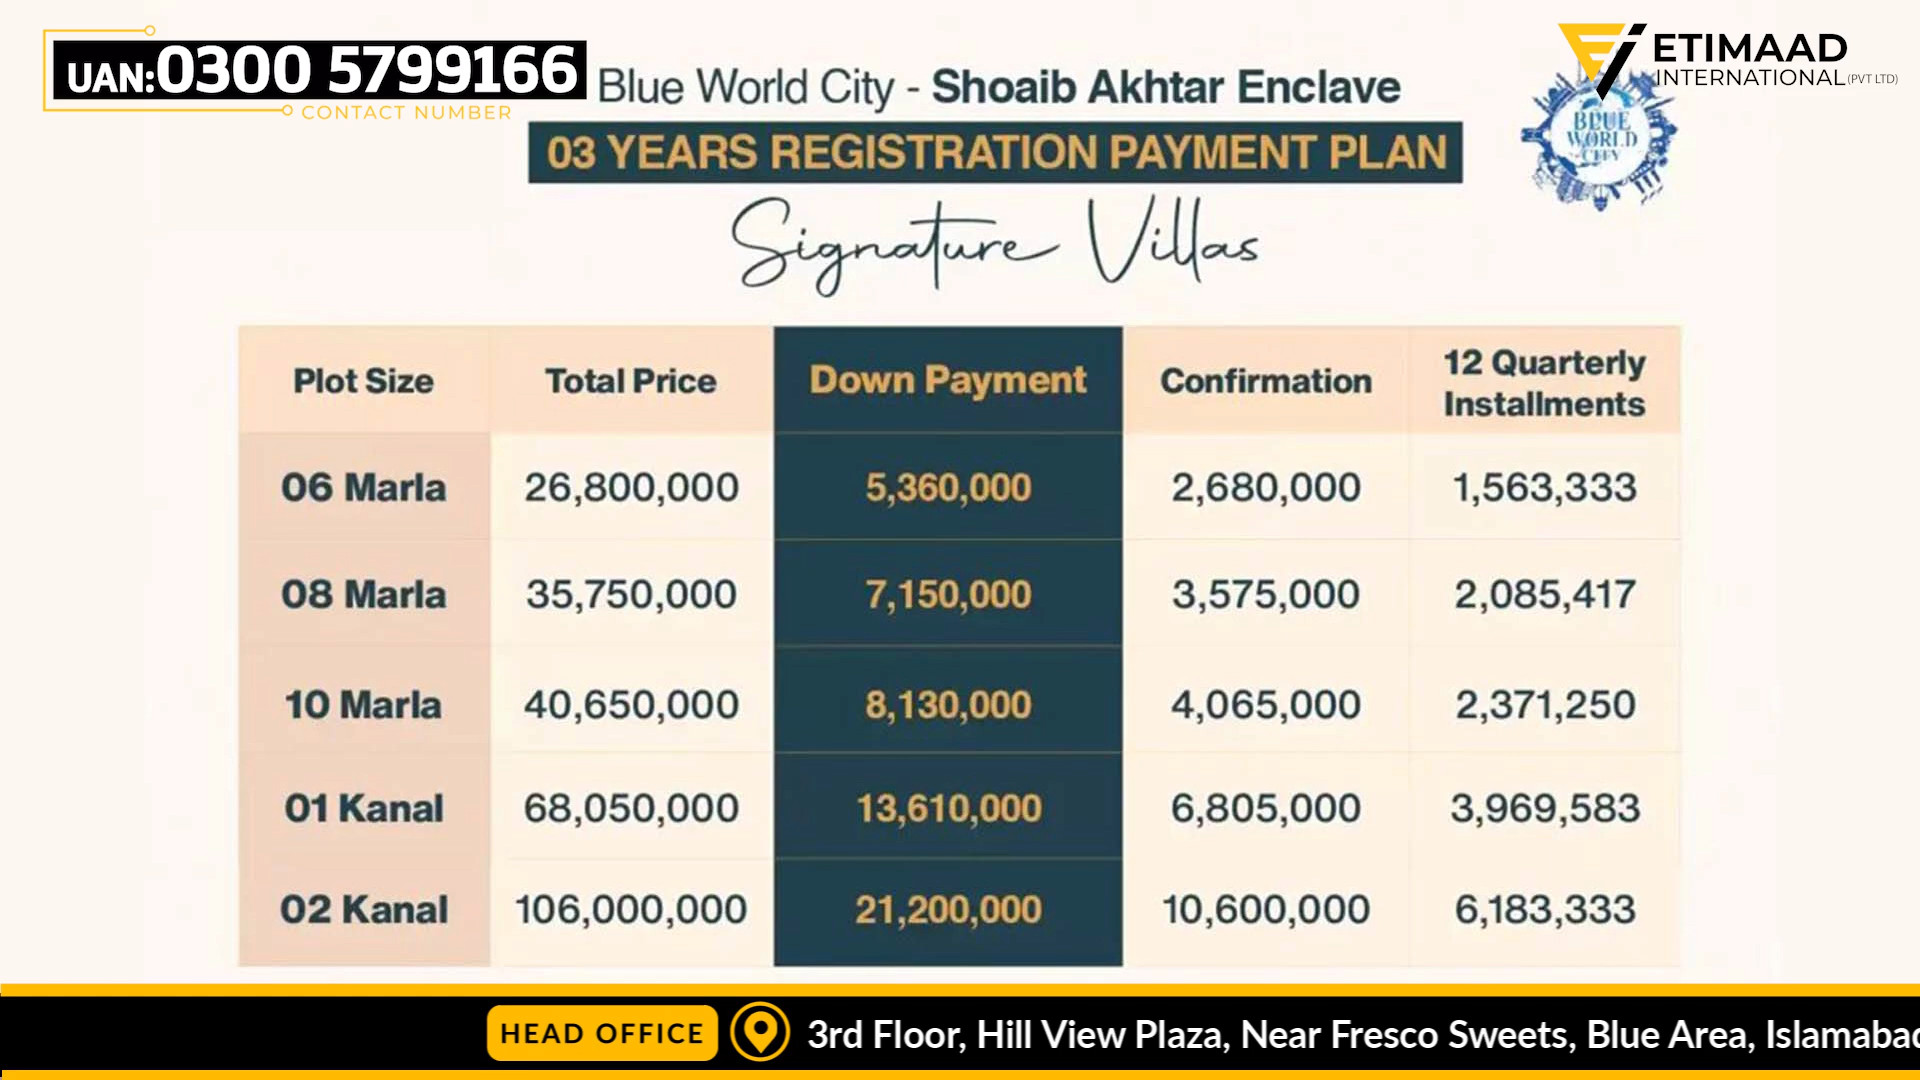 UAN:0300 5799166
CONTACT NUMBER
ETIMAAD
INTERNATIONAL (PVT LTD)
BLUE
WORLD
CITY
Blue World City - Shoaib Akhtar Enclave
03 YEARS REGISTRATION PAYMENT PLAN
Signature Villas
Plot Size Total Price Down Payment Confirmation 12 Quarterly Installments
06 Marla 26,800,000 5,360,000 2,680,000 1,563,333
08 Marla 35,750,000 7,150,000 3,575,000 2,085,417
10 Marla 40,650,000 8,130,000 4,065,000 2,371,250
01 Kanal 68,050,000 13,610,000 6,805,000 3,969,583
02 Kanal 106,000,000 21,200,000 10,600,000 6,183,333
HEAD OFFICE 3rd Floor, Hill View Plaza, Near Fresco Sweets, Blue Area, Islamabad